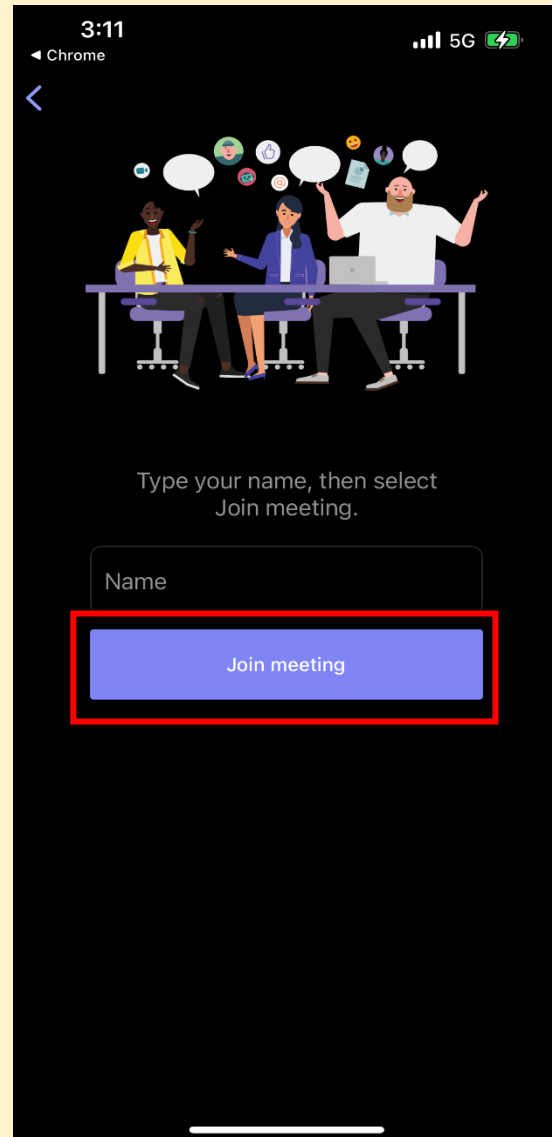 3:11
5G
◀ Chrome
Type your name, then select
Join meeting.
Name
Join meeting